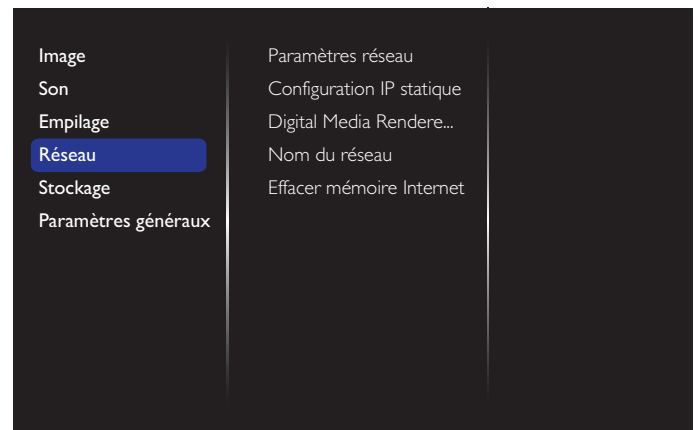 Image
Son
Empilage
Réseau
Stockage
Paramètres généraux
Paramètres réseau
Configuration IP statique
Digital Media Rendere...
Nom du réseau
Effacer mémoire Internet